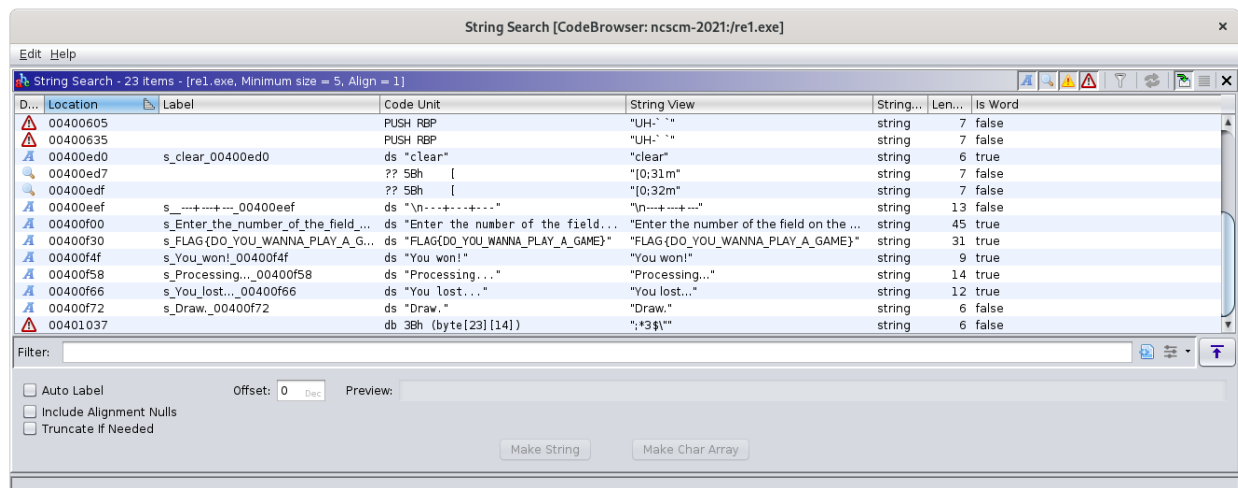 String Search [CodeBrowser: ncscm-2021:/re1.exe] ×
Edit Help
String Search - 23 items - [re1.exe, Minimum size = 5, Align = 1]
D... Location Label Code Unit String View String... Len... Is Word
00400605 PUSH RBP "UH-` `" string 7 false
00400635 PUSH RBP "UH-` `" string 7 false
A 00400ed0 s_clear_00400ed0 ds "clear" "clear" string 6 true
00400ed7 ?? 5Bh [ "[0;31m" string 7 false
00400edf ?? 5Bh [ "[0;32m" string 7 false
A 00400eef s__---+---+---_00400eef ds "\n---+---+---" "\n---+---+---" string 13 false
A 00400f00 s_Enter_the_number_of_the_field_... ds "Enter the number of the field... "Enter the number of the field on the ... string 45 true
A 00400f30 s_FLAG{DO_YOU_WANNA_PLAY_A_G... ds "FLAG{DO_YOU_WANNA_PLAY_A_GAME}" "FLAG{DO_YOU_WANNA_PLAY_A_GAME}" string 31 true
A 00400f4f s_You_won!_00400f4f ds "You won!" "You won!" string 9 true
A 00400f58 s_Processing..._00400f58 ds "Processing..." "Processing..." string 14 true
A 00400f66 s_You_lost..._00400f66 ds "You lost..." "You lost..." string 12 true
A 00400f72 s_Draw._00400f72 ds "Draw." "Draw." string 6 false
00401037 db 3Bh (byte[23][14]) ";*3$\"" string 6 false
Filter:
Auto Label Offset: 0 Dec Preview:
Include Alignment Nulls
Truncate If Needed
Make String Make Char Array